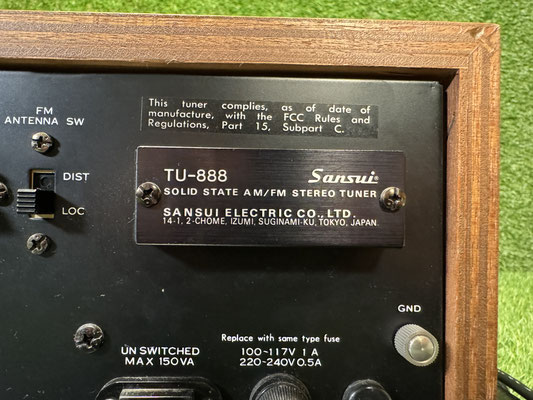 FM
ANTENNA SW
DIST
LOC
This tuner complies, as of date of
manufacture, with the FCC Rules and
Regulations, Part 15, Subpart C.
TU-888 Sansui®
SOLID STATE AM/FM STEREO TUNER
SANSUI ELECTRIC CO., LTD.
14-1, 2-CHOME, IZUMI, SUGINAMI-KU, TOKYO, JAPAN.
GND
UNSWITCHED
MAX 150VA
Replace with same type fuse
100~117V 1A
220~240V 0.5A